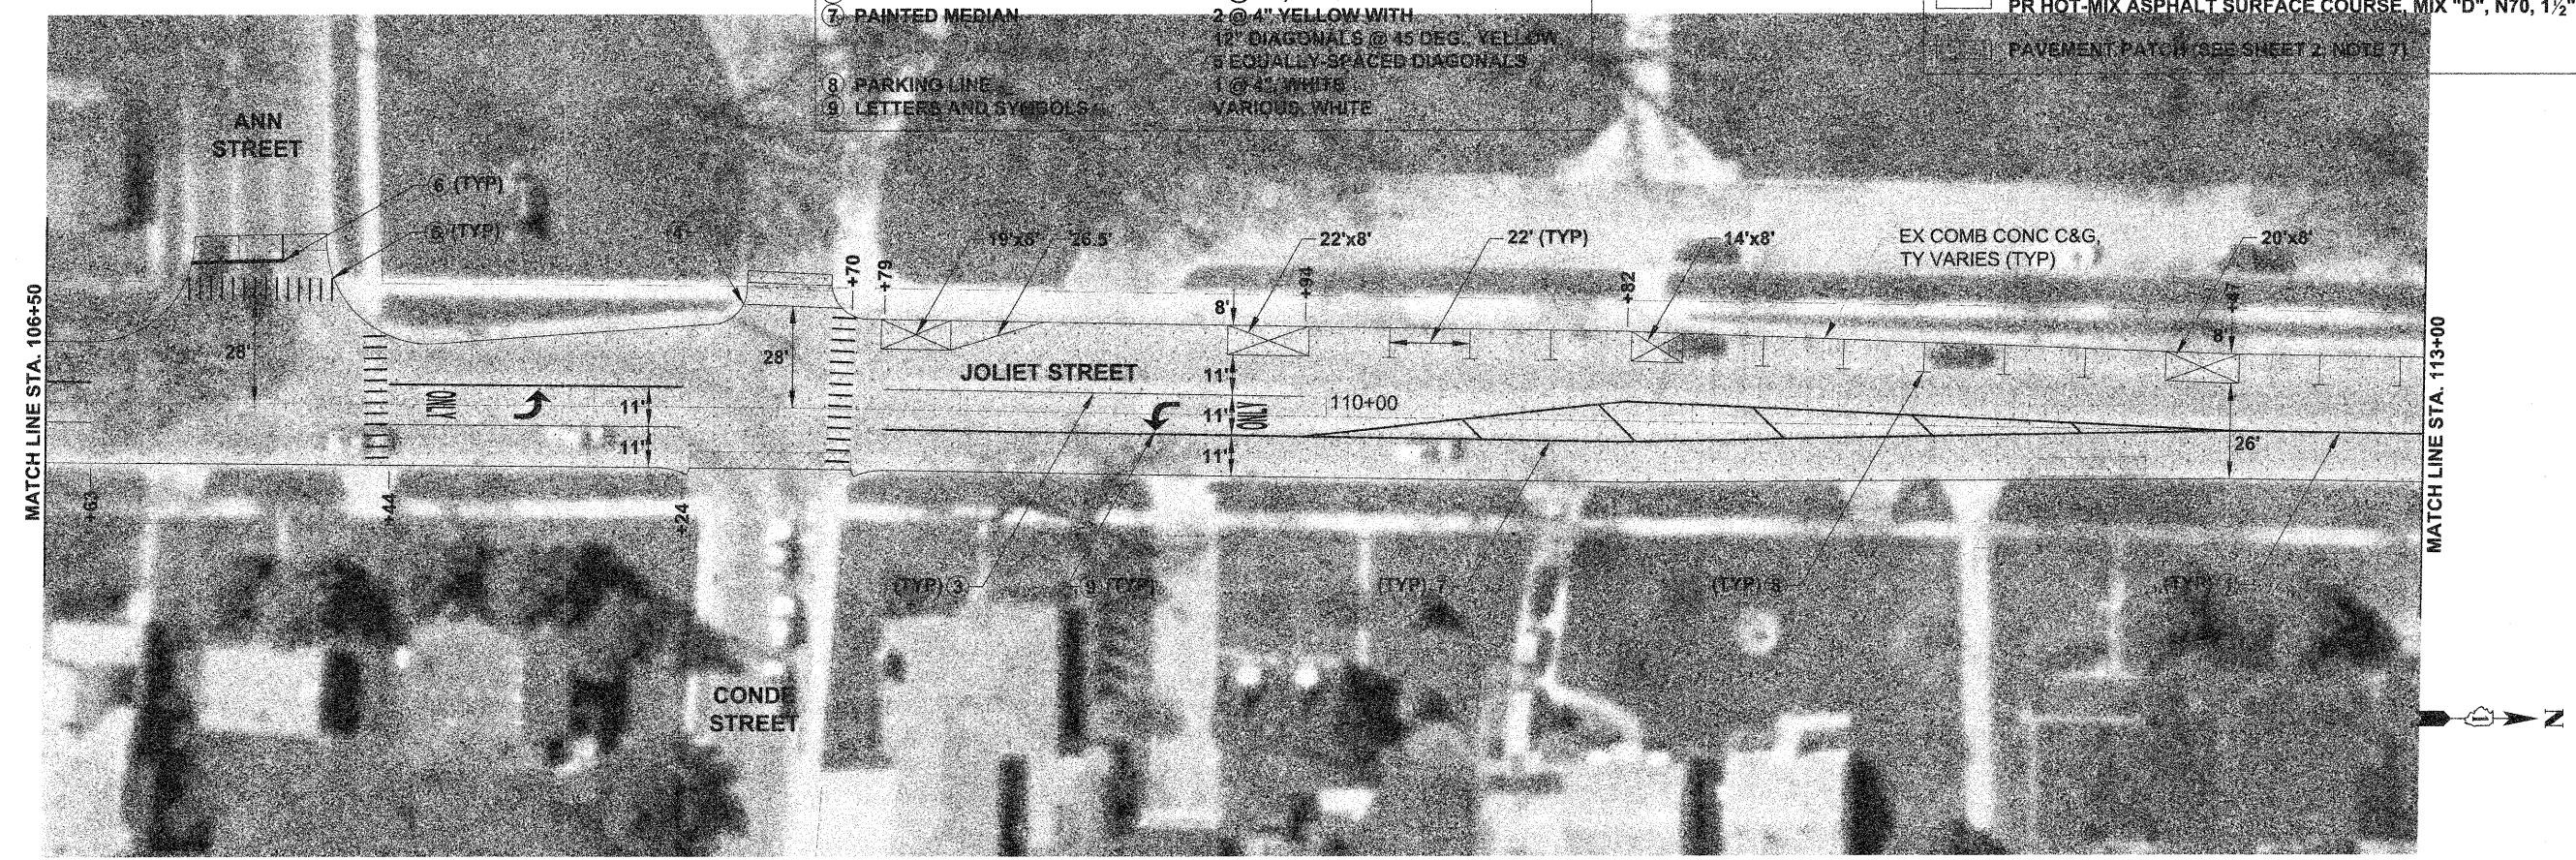 7 PAINTED MEDIAN
2 @ 4" YELLOW WITH
12" DIAGONALS @ 45 DEG., YELLOW
5 EQUALLY-SPACED DIAGONALS
8 PARKING LINE
1 @ 4", WHITE
9 LETTERS AND SYMBOLS
VARIOUS, WHITE
PR HOT-MIX ASPHALT SURFACE COURSE, MIX "D", N70, 1½"
PAVEMENT PATCH (SEE SHEET 2, NOTE 7)
ANN
STREET
6 (TYP)
(TYP)
4
+70
+79
19'x8'
26.5'
22'x8'
+94
22' (TYP)
+82
14'x8'
EX COMB CONC C&G,
TY VARIES (TYP)
20'x8'
+47
8'
8'
MATCH LINE STA. 106+50
28'
28'
JOLIET STREET
11'
11'
11'
11'
11'
ONLY
ONLY
110+00
26'
MATCH LINE STA. 113+00
+44
+24
(TYP) 3
9 (TYP)
(TYP) 7
(TYP) 8
(TYP)
CONDE
STREET
1
N